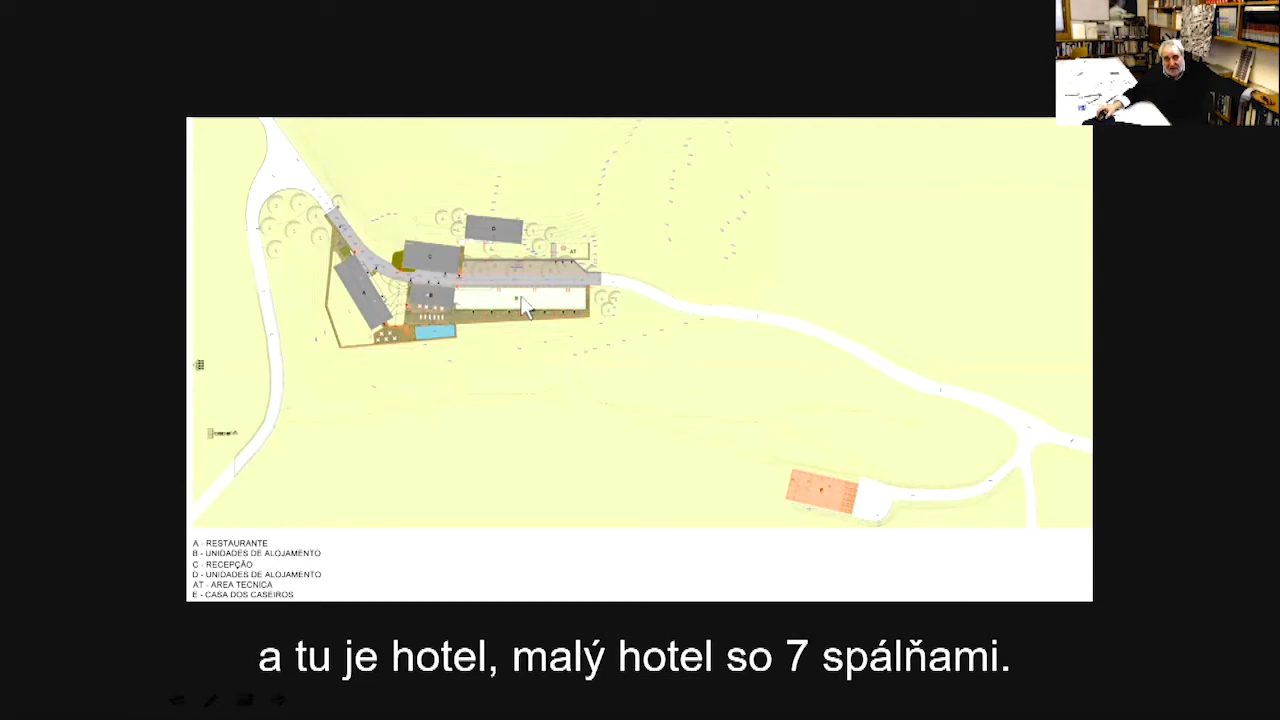 C
D
AT
A
B
B
A - RESTAURANTE
B - UNIDADES DE ALOJAMENTO
C - RECEPÇÃO
D - UNIDADES DE ALOJAMENTO
AT - AREA TECNICA
E - CASA DOS CASEIROS
a tu je hotel, malý hotel so 7 spálňami.